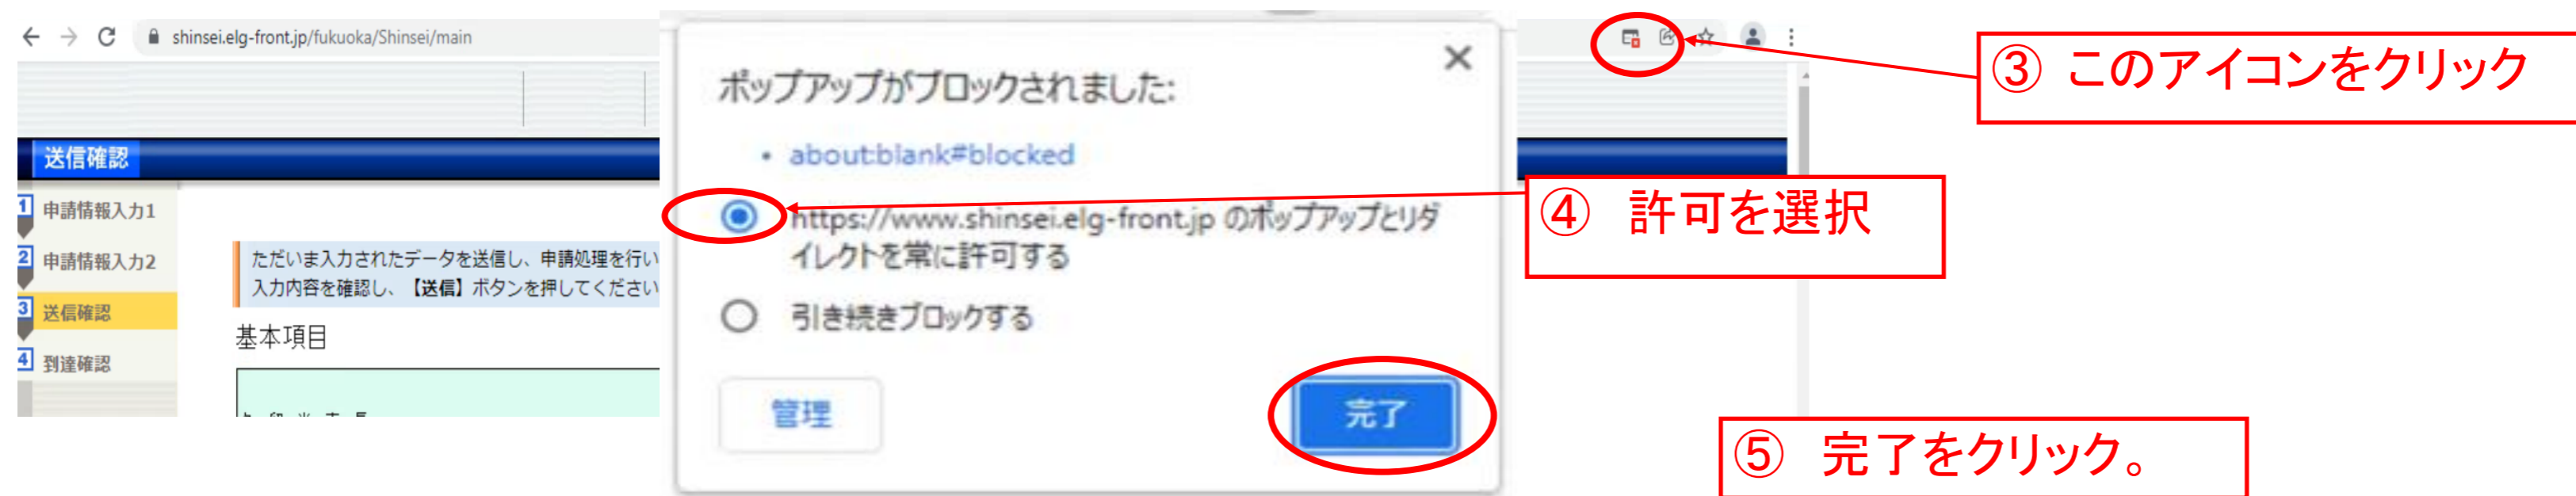 shinsei.elg-front.jp/fukuoka/Shinsei/main
③ このアイコンをクリック
ポップアップがブロックされました:
• about:blank#blocked
https://www.shinsei.elg-front.jp のポップアップとリダ
イレクトを常に許可する
④ 許可を選択
引き続きブロックする
管理
完了
⑤ 完了をクリック。
送信確認
1 申請情報入力1
2 申請情報入力2
3 送信確認
4 到達確認
ただいま入力されたデータを送信し、申請処理を行い
入力内容を確認し、【送信】ボタンを押してください
基本項目